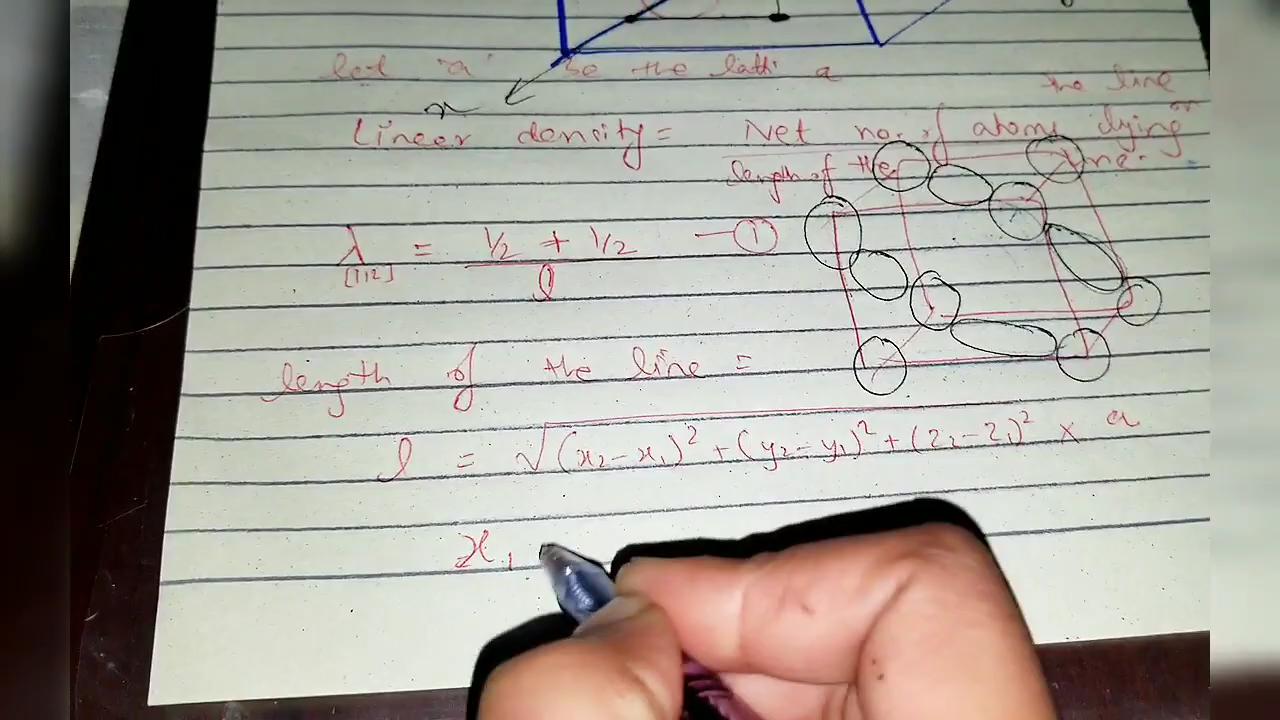 let 'a' be the latti a
x
the line
Linear density = Net no. of atoms lying on
length of the line.
λ[112] = 1/2 + 1/2 / l — ①
length of the line =
l = √(x₂-x₁)² + (y₂-y₁)² + (z₂-z₁)² × a
x₁